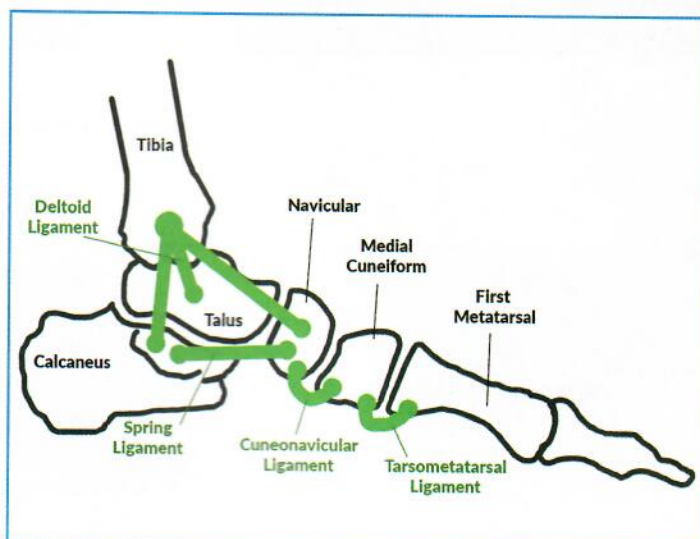 Tibia
Deltoid
Ligament
Navicular
Medial
Cuneiform
First
Metatarsal
Talus
Calcaneus
Spring
Ligament
Cuneonavicular
Ligament
Tarsometatarsal
Ligament